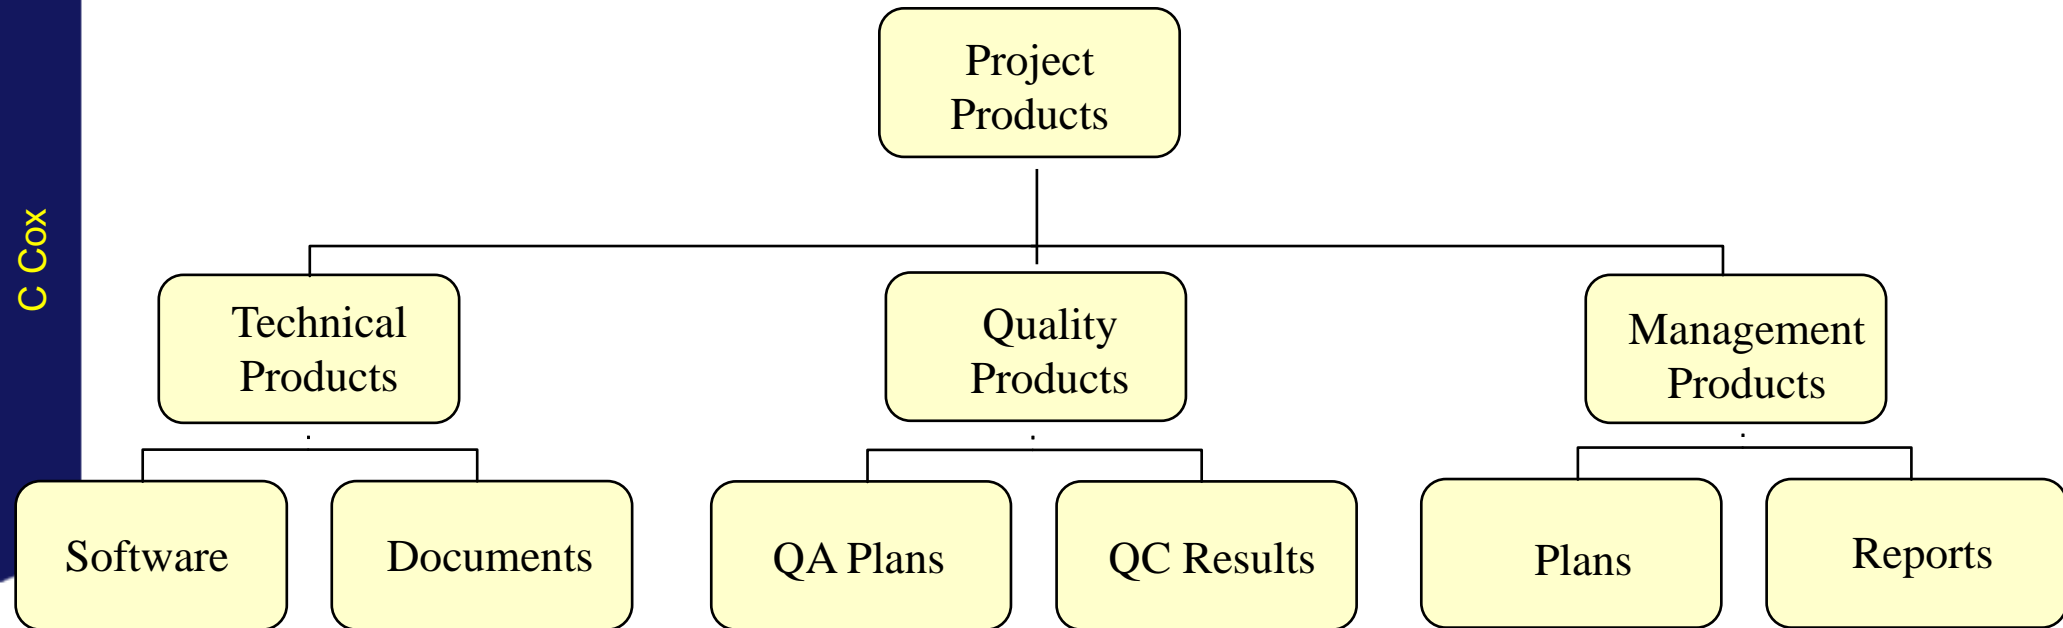 Project
Products
C Cox
Technical
Products
Quality
Products
Management
Products
Software
Documents
QA Plans
QC Results
Plans
Reports